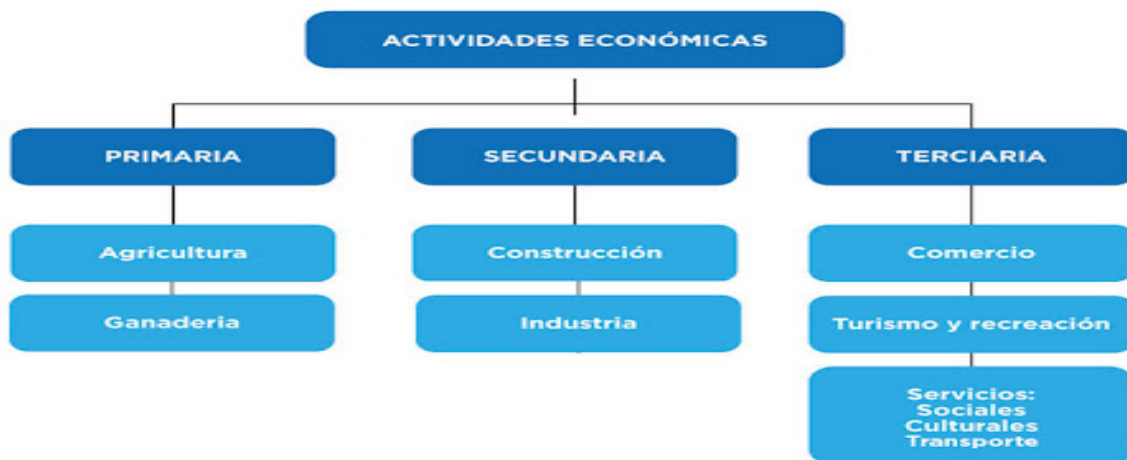 ACTIVIDADES ECONÓMICAS
PRIMARIA
SECUNDARIA
TERCIARIA
Agricultura
Construcción
Comercio
Ganaderia
Industria
Turismo y recreación
Servicios:
Sociales
Culturales
Transporte